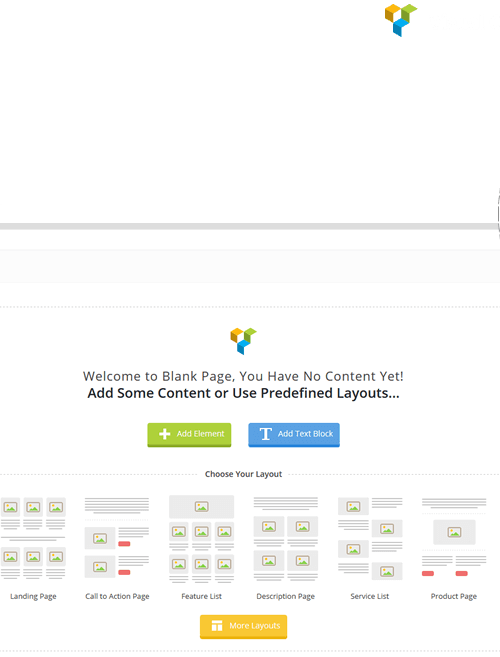 Welcome to Blank Page, You Have No Content Yet!
Add Some Content or Use Predefined Layouts...
Add Element
Add Text Block
Choose Your Layout
Landing Page
Call to Action Page
Feature List
Description Page
Service List
Product Page
More Layouts